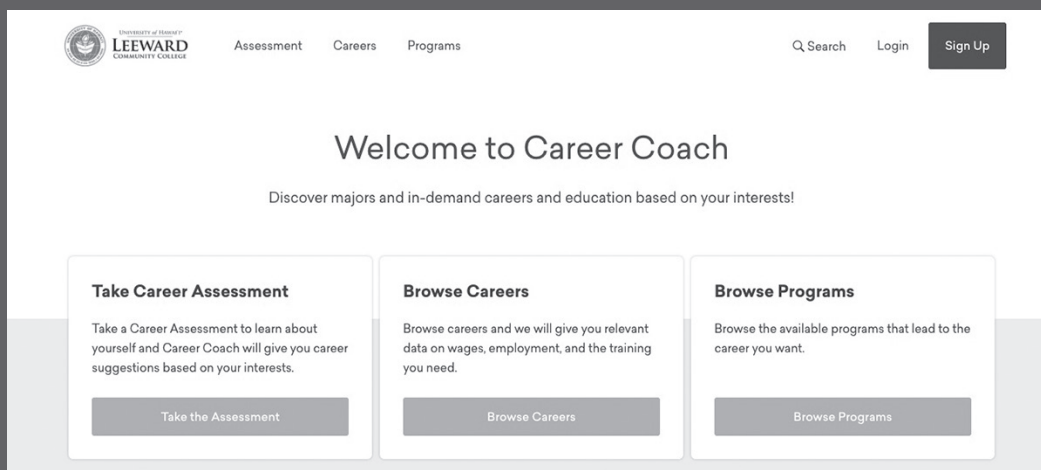 UNIVERSITY of HAWAI'I®
LEEWARD
COMMUNITY COLLEGE
Assessment Careers Programs
Search Login Sign Up
Welcome to Career Coach
Discover majors and in-demand careers and education based on your interests!
Take Career Assessment
Take a Career Assessment to learn about
yourself and Career Coach will give you career
suggestions based on your interests.
Take the Assessment
Browse Careers
Browse careers and we will give you relevant
data on wages, employment, and the training
you need.
Browse Careers
Browse Programs
Browse the available programs that lead to the
career you want.
Browse Programs